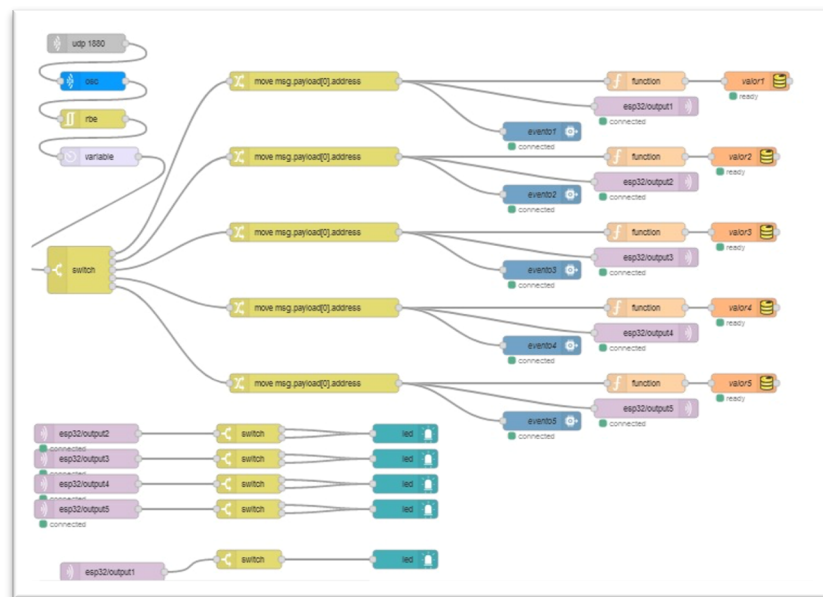 udp 1880
osc
rbe
variable
switch
move msg.payload[0].address
function
valor1
ready
esp32/output1
connected
evento1
connected
move msg.payload[0].address
function
valor2
ready
esp32/output2
connected
evento2
connected
move msg.payload[0].address
function
valor3
ready
esp32/output3
connected
evento3
connected
move msg.payload[0].address
function
valor4
ready
esp32/output4
connected
evento4
connected
move msg.payload[0].address
function
valor5
ready
esp32/output5
connected
evento5
connected
esp32/output2
switch
led
connected
esp32/output3
switch
led
connected
esp32/output4
switch
led
connected
esp32/output5
switch
led
connected
esp32/output1
switch
led